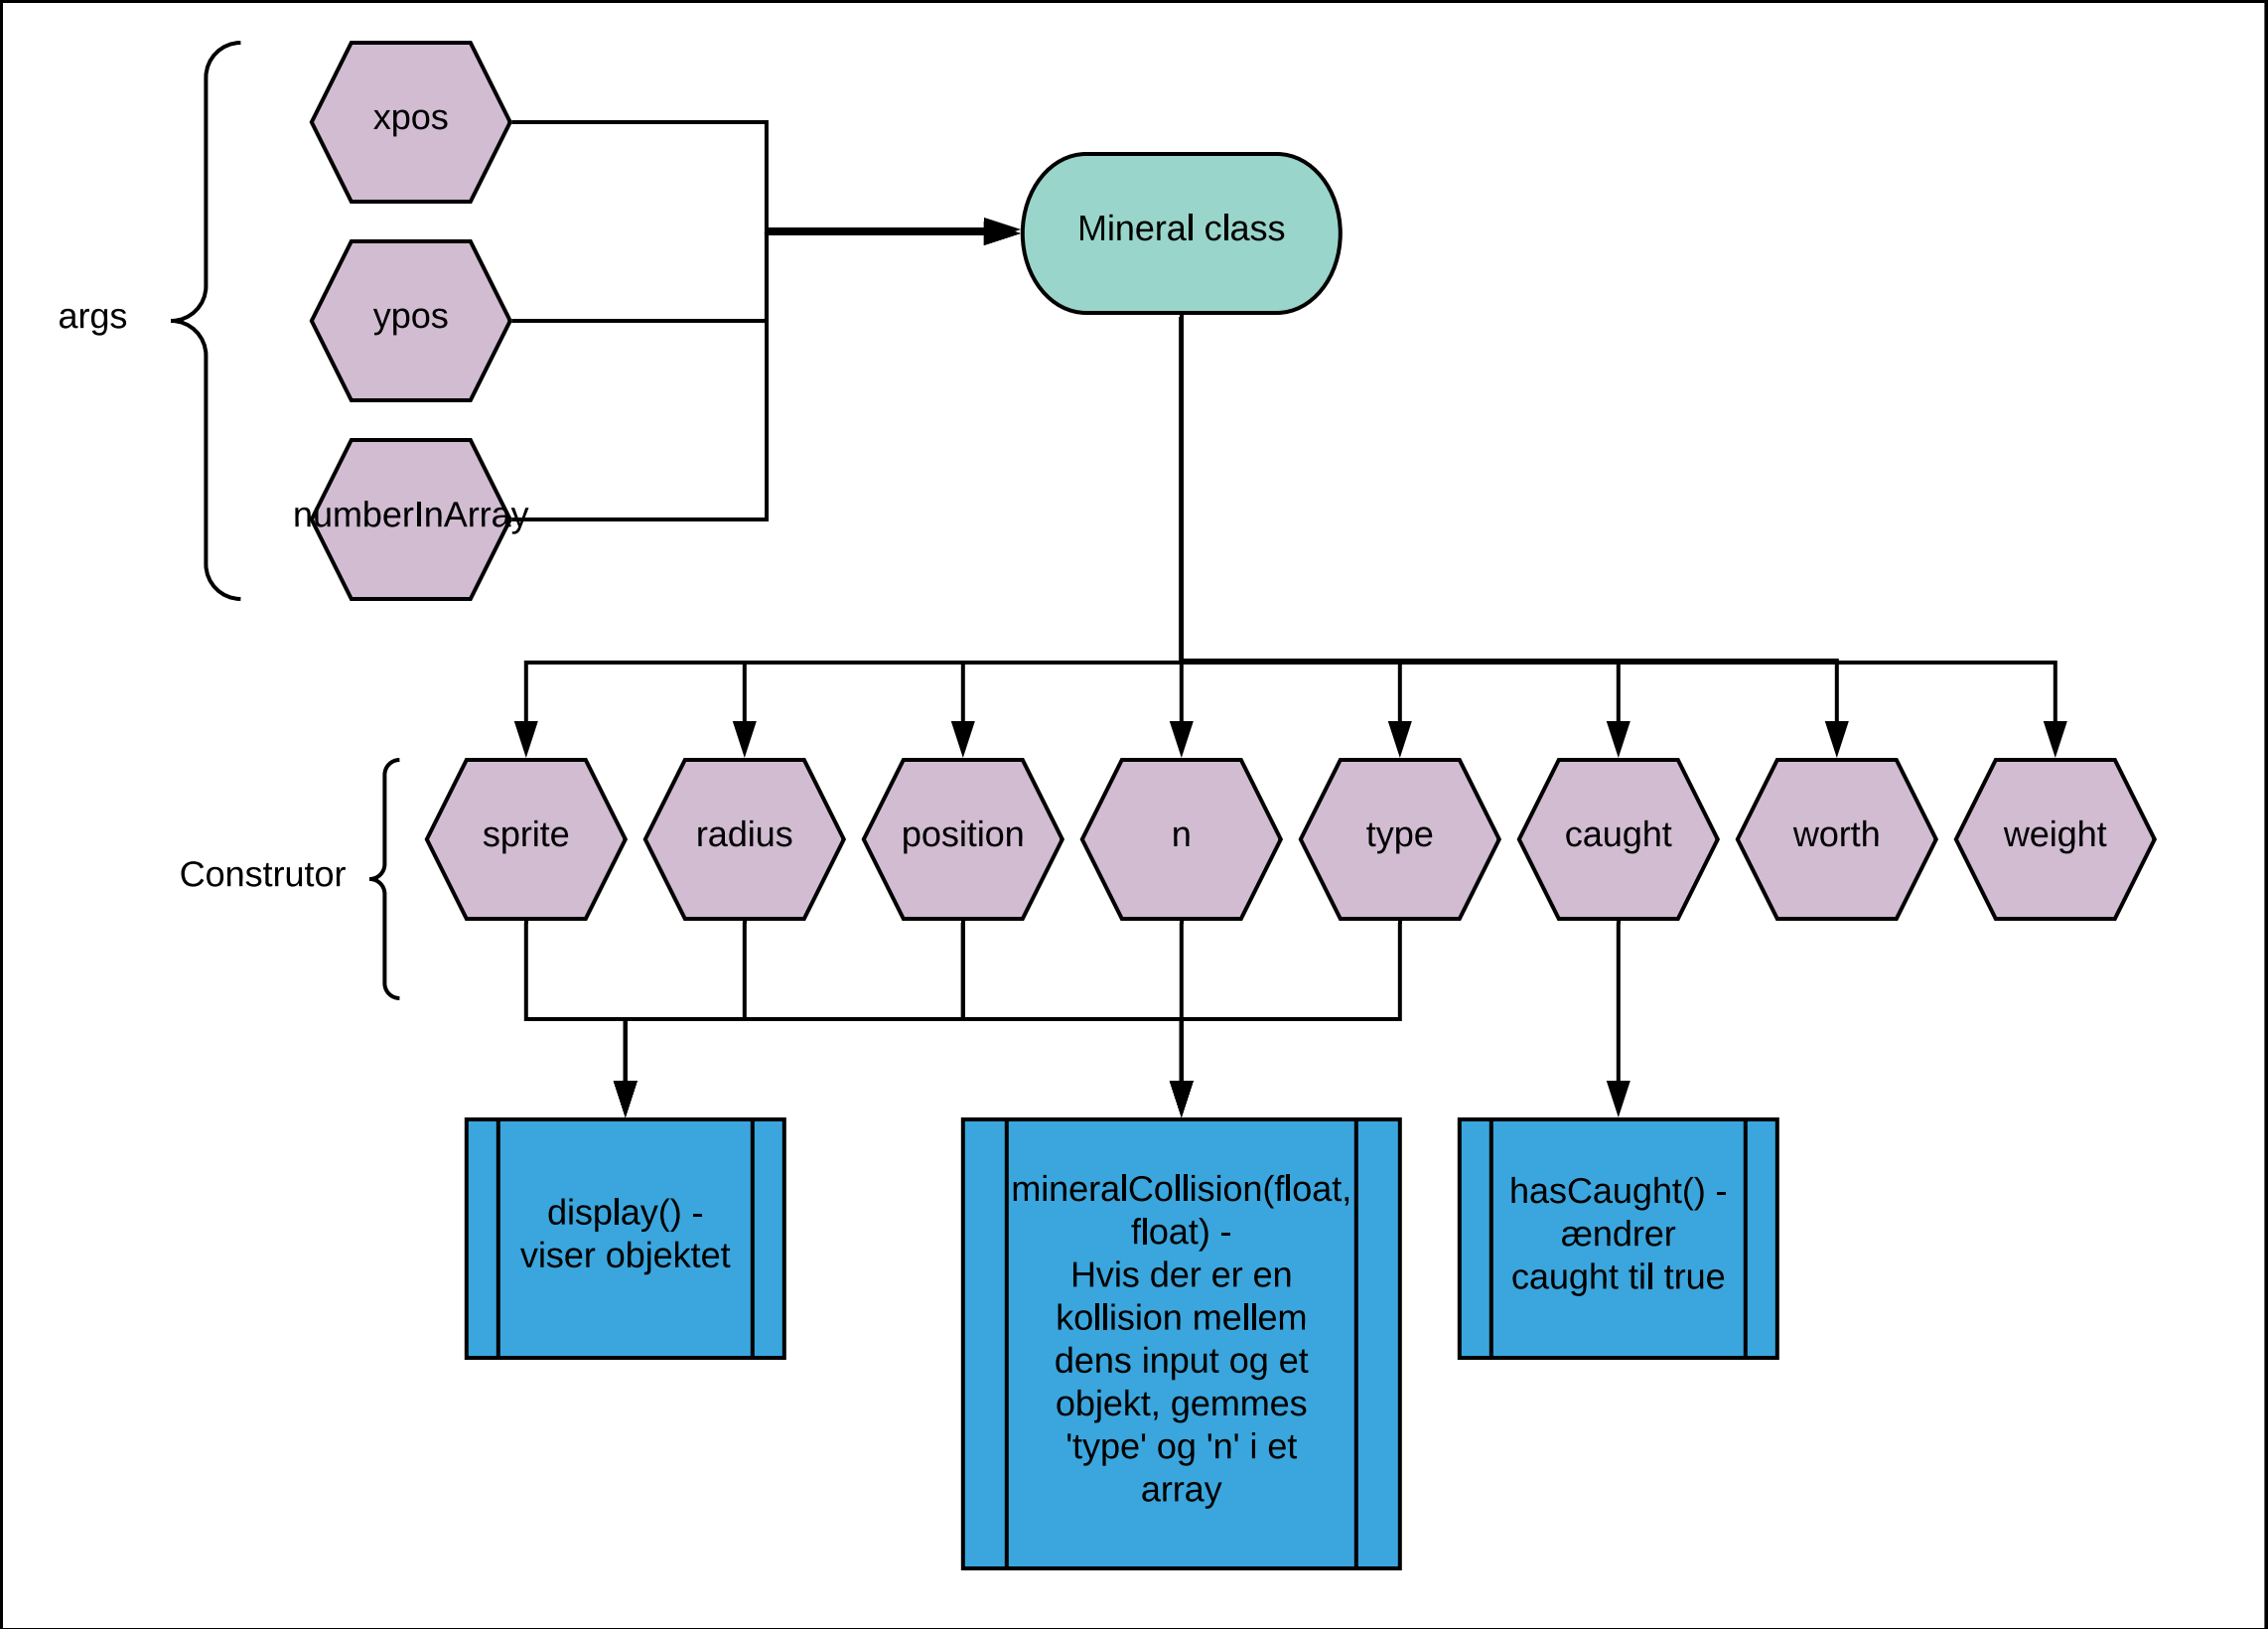 xpos
Mineral class
args
ypos
numberInArray
Construtor
sprite
radius
position
n
type
caught
worth
weight
display() -
viser objektet
mineralCollision(float,
float) -
Hvis der er en
kollision mellem
dens input og et
objekt, gemmes
'type' og 'n' i et
array
hasCaught() -
ændrer
caught til true